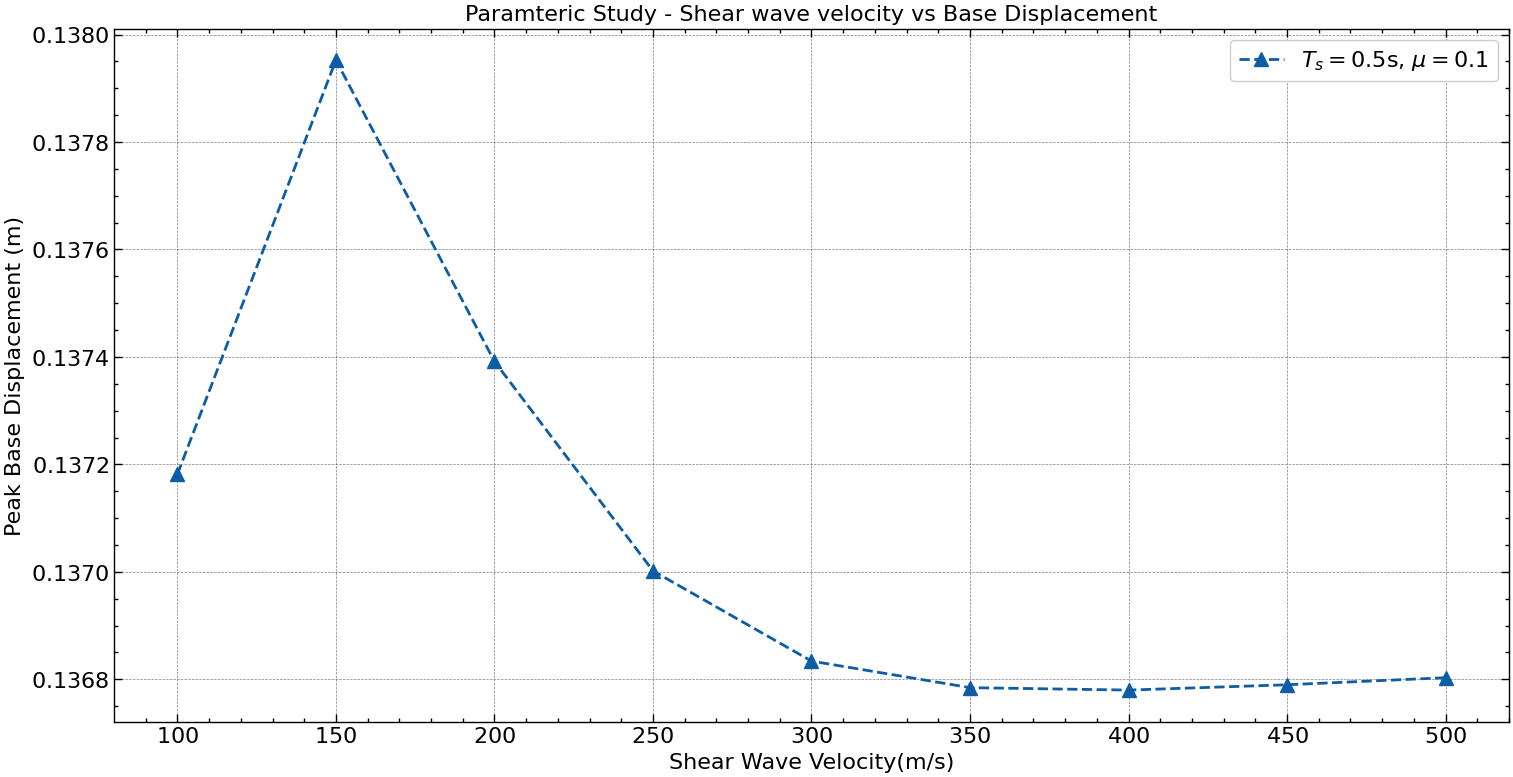 Paramteric Study - Shear wave velocity vs Base Displacement
0.1380
0.1378
0.1376
0.1374
0.1372
0.1370
0.1368
Peak Base Displacement (m)
T_s = 0.5s, μ = 0.1
100 150 200 250 300 350 400 450 500
Shear Wave Velocity(m/s)